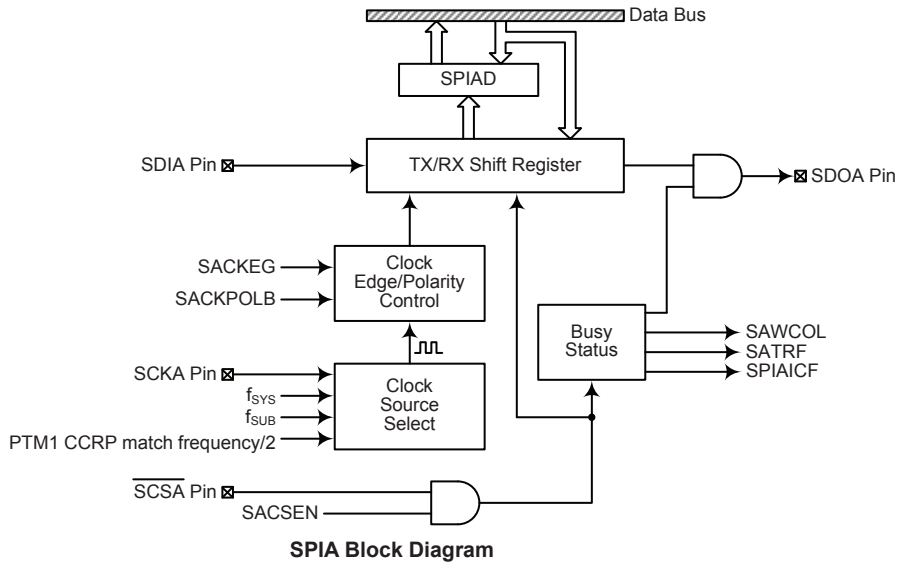 Data Bus
SPIAD
SDIA Pin
TX/RX Shift Register
SDOA Pin
SACKEG
SACKPOLB
Clock
Edge/Polarity
Control
Busy
Status
SAWCOL
SATRF
SPIAICF
SCKA Pin
fSYS
fSUB
PTM1 CCRP match frequency/2
Clock
Source
Select
SCSA Pin
SACSEN
SPIA Block Diagram